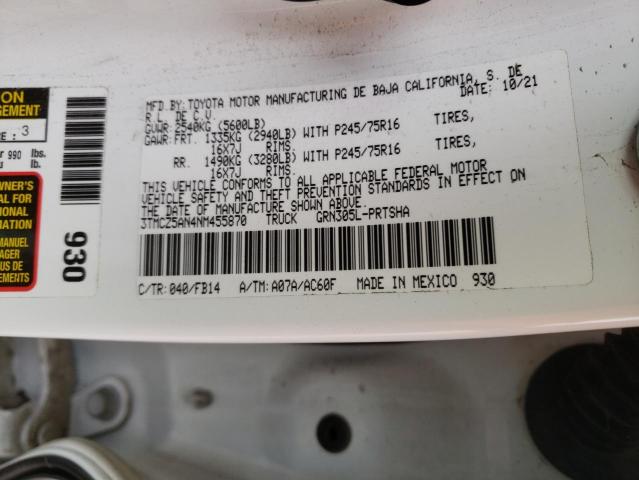 MFD.BY:TOYOTA MOTOR MANUFACTURING DE BAJA CALIFORNIA, S. DE
R.L. DE C.V. DATE: 10/21
GVWR:2540KG (5600LB)
GAWR:FRT. 1335KG (2940LB) WITH P245/75R16 TIRES,
16X7J RIMS.
RR. 1490KG (3280LB) WITH P245/75R16 TIRES,
16X7J RIMS.
THIS VEHICLE CONFORMS TO ALL APPLICABLE FEDERAL MOTOR
VEHICLE SAFETY AND THEFT PREVENTION STANDARDS IN EFFECT ON
THE DATE OF MANUFACTURE SHOWN ABOVE.
3TMCZ5AN4NM455870 TRUCK GRN305L-PRTSHA
C/TR:040/FB14 A/TM:A07A/AC60F MADE IN MEXICO 930
ON
GEMENT
RE : 3
r 990 lbs.
lb.
WNER'S
FOR
IONAL
MATION
MANUEL
AGER
US DE
EMENTS
930